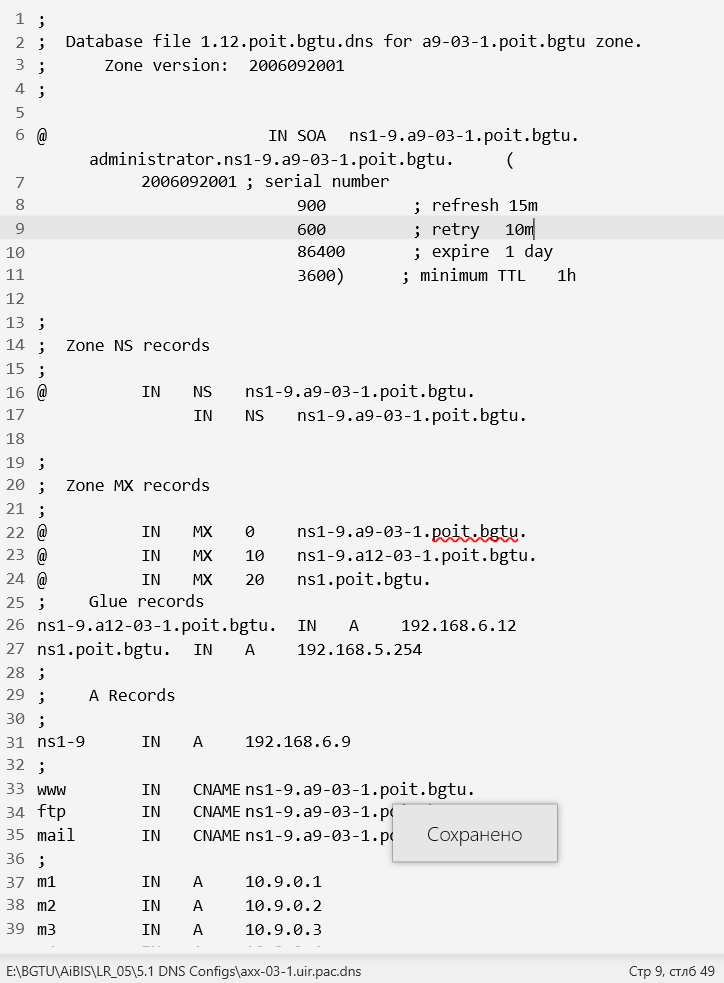 1 ;
2 ; Database file 1.12.poit.bgtu.dns for a9-03-1.poit.bgtu zone.
3 ; Zone version: 2006092001
4 ;
5
6 @ IN SOA ns1-9.a9-03-1.poit.bgtu.
administrator.ns1-9.a9-03-1.poit.bgtu. (
7 2006092001 ; serial number
8 900 ; refresh 15m
9 600 ; retry 10m
10 86400 ; expire 1 day
11 3600) ; minimum TTL 1h
12
13 ;
14 ; Zone NS records
15 ;
16 @ IN NS ns1-9.a9-03-1.poit.bgtu.
17 IN NS ns1-9.a9-03-1.poit.bgtu.
18
19 ;
20 ; Zone MX records
21 ;
22 @ IN MX 0 ns1-9.a9-03-1.poit.bgtu.
23 @ IN MX 10 ns1-9.a12-03-1.poit.bgtu.
24 @ IN MX 20 ns1.poit.bgtu.
25 ; Glue records
26 ns1-9.a12-03-1.poit.bgtu. IN A 192.168.6.12
27 ns1.poit.bgtu. IN A 192.168.5.254
28 ;
29 ; A Records
30 ;
31 ns1-9 IN A 192.168.6.9
32 ;
33 www IN CNAME ns1-9.a9-03-1.poit.bgtu.
34 ftp IN CNAME ns1-9.a9-03-1.po
35 mail IN CNAME ns1-9.a9-03-1.po
Сохранено
36 ;
37 m1 IN A 10.9.0.1
38 m2 IN A 10.9.0.2
39 m3 IN A 10.9.0.3
E:\BGTU\AiBIS\LR_05\5.1 DNS Configs\axx-03-1.uir.pac.dns Стр 9, стлб 49